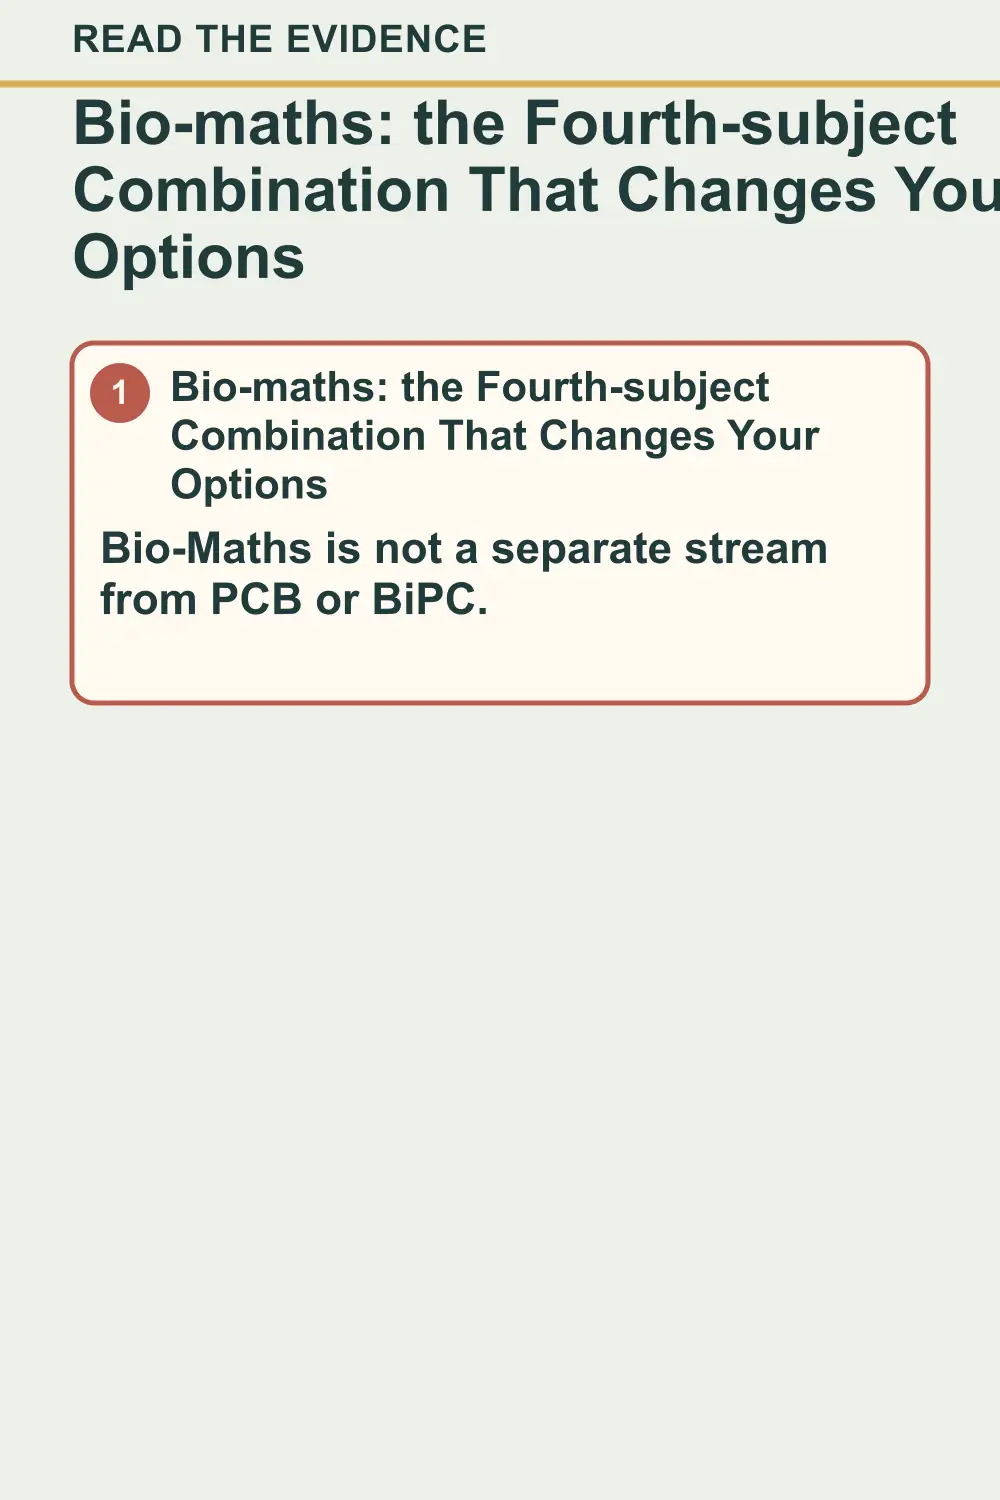 READ THE EVIDENCE
Bio-maths: the Fourth-subject
Combination That Changes You
Options
1
Bio-maths: the Fourth-subject
Combination That Changes Your
Options
Bio-Maths is not a separate stream
from PCB or BiPC.